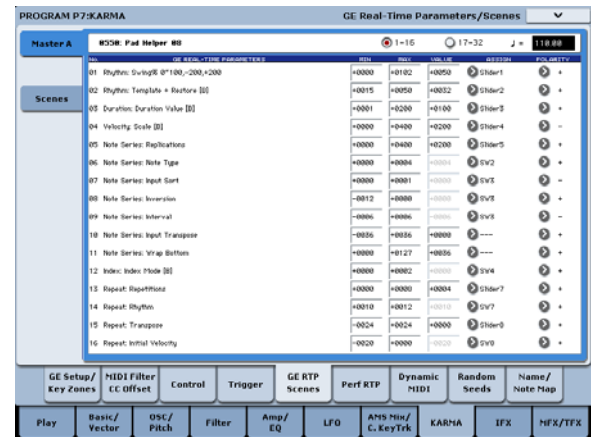 PROGRAM P7:KARMA GE Real-Time Parameters/Scenes
Master A 0550: Pad Helper 08 1-16 17-32 ♩= 110.00
No. GE REAL-TIME PARAMETERS MIN MAX VALUE ASSIGN POLARITY
01 Rhythm: Swing% 0*100,-200,+200 +0000 +0102 +0050 Slider1 +
Scenes
02 Rhythm: Template + Restore [D] +0015 +0050 +0032 Slider2 +
03 Duration: Duration Value [D] +0001 +0200 +0100 Slider3 +
04 Velocity: Scale [D] +0000 +0400 +0200 Slider4 -
05 Note Series: Replications +0000 +0400 +0200 Slider5 +
06 Note Series: Note Type +0000 +0004 +0004 SW2 +
07 Note Series: Input Sort +0000 +0001 +0000 SW3 -
08 Note Series: Inversion -0012 +0000 +0000 SW3 -
09 Note Series: Interval -0006 +0006 -0006 SW3 -
10 Note Series: Input Transpose -0036 +0036 +0000 --- +
11 Note Series: Wrap Bottom +0000 +0127 +0036 --- +
12 Index: Index Mode [D] +0000 +0002 +0000 SW4 +
13 Repeat: Repetitions +0000 +0000 +0004 Slider7 +
14 Repeat: Rhythm +0010 +0012 +0010 SW7 +
15 Repeat: Transpose -0024 +0024 +0000 +
16 Repeat: Initial Velocity -0020 +0000 -0020 +
GE Setup/ Key Zones
MIDI Filter CC Offset
Control
Trigger
GE RTP Scenes
Perf RTP
Dynamic MIDI
Random Seeds
Name/ Note Map
Play
Basic/ Vector
OSC/ Pitch
Filter
Amp/ EQ
LFO
AMS Mix/ C.KeyTrk
KARMA
IFX
MFX/TFX